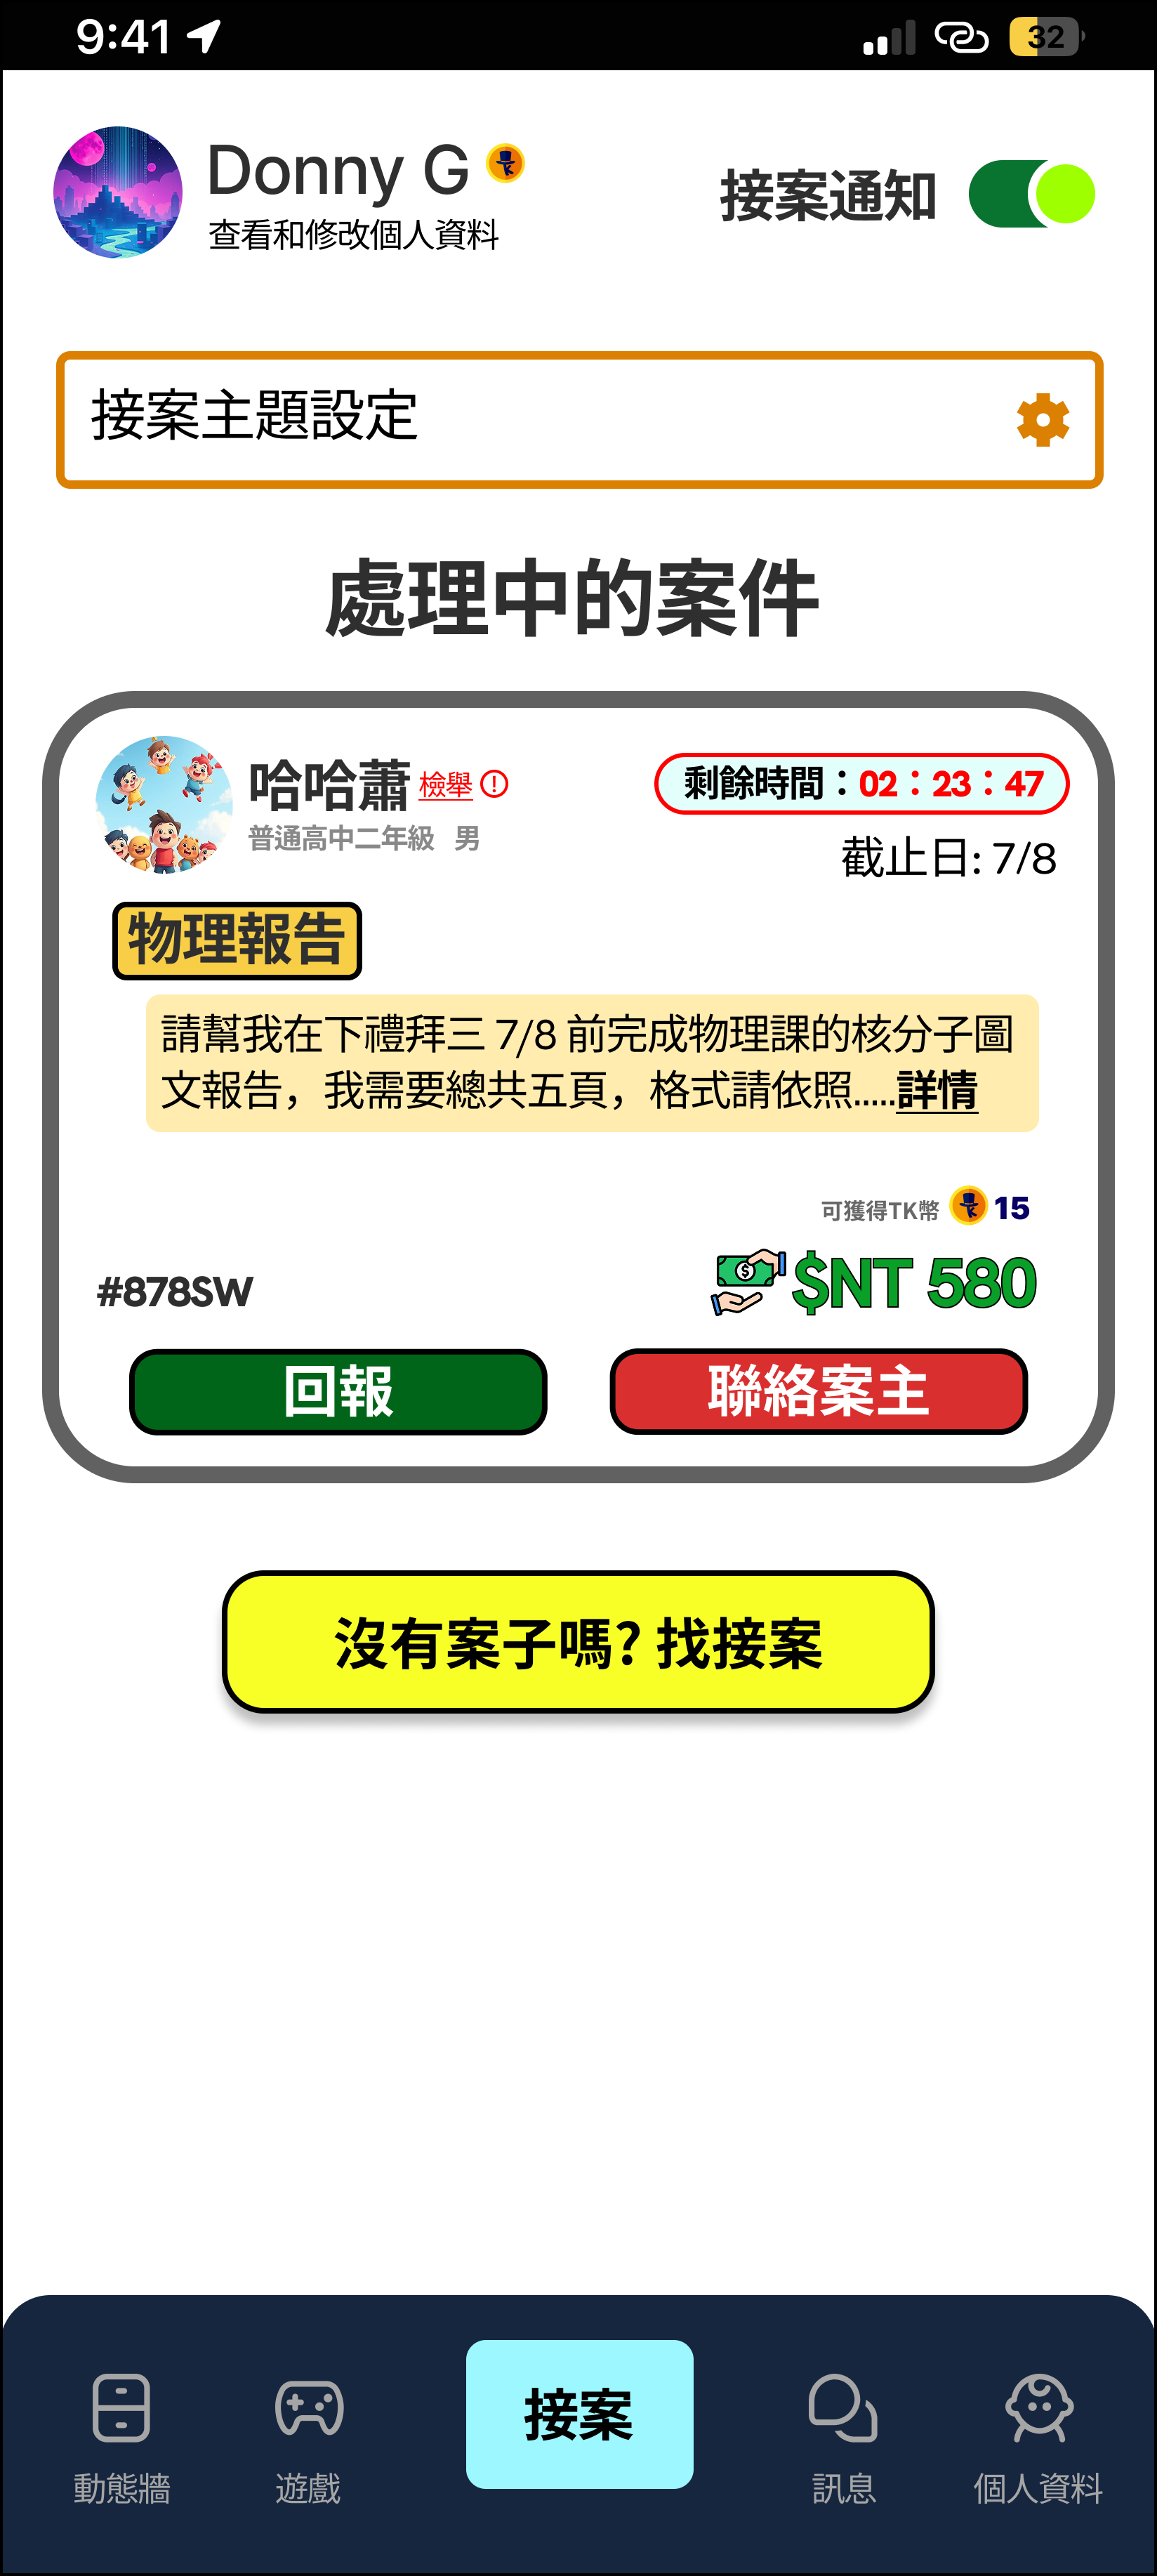 9:41
32
Donny G
查看和修改個人資料
接案通知
接案主題設定
處理中的案件
哈哈蕭 檢舉
普通高中二年級 男
剩餘時間：02：23：47
截止日: 7/8
物理報告
請幫我在下禮拜三 7/8 前完成物理課的核分子圖
文報告，我需要總共五頁，格式請依照.....詳情
可獲得TK幣 15
#878SW
$NT 580
回報
聯絡案主
沒有案子嗎? 找接案
動態牆
遊戲
接案
訊息
個人資料